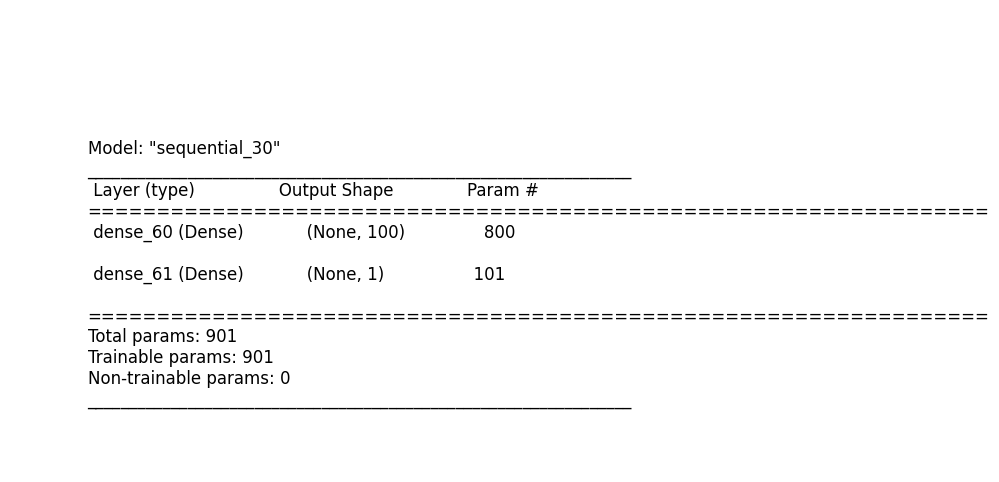 Model: "sequential_30"
_________________________________________________________________
 Layer (type)                Output Shape              Param #
=================================================================
 dense_60 (Dense)            (None, 100)               800
 dense_61 (Dense)            (None, 1)                 101
=================================================================
Total params: 901
Trainable params: 901
Non-trainable params: 0
_________________________________________________________________